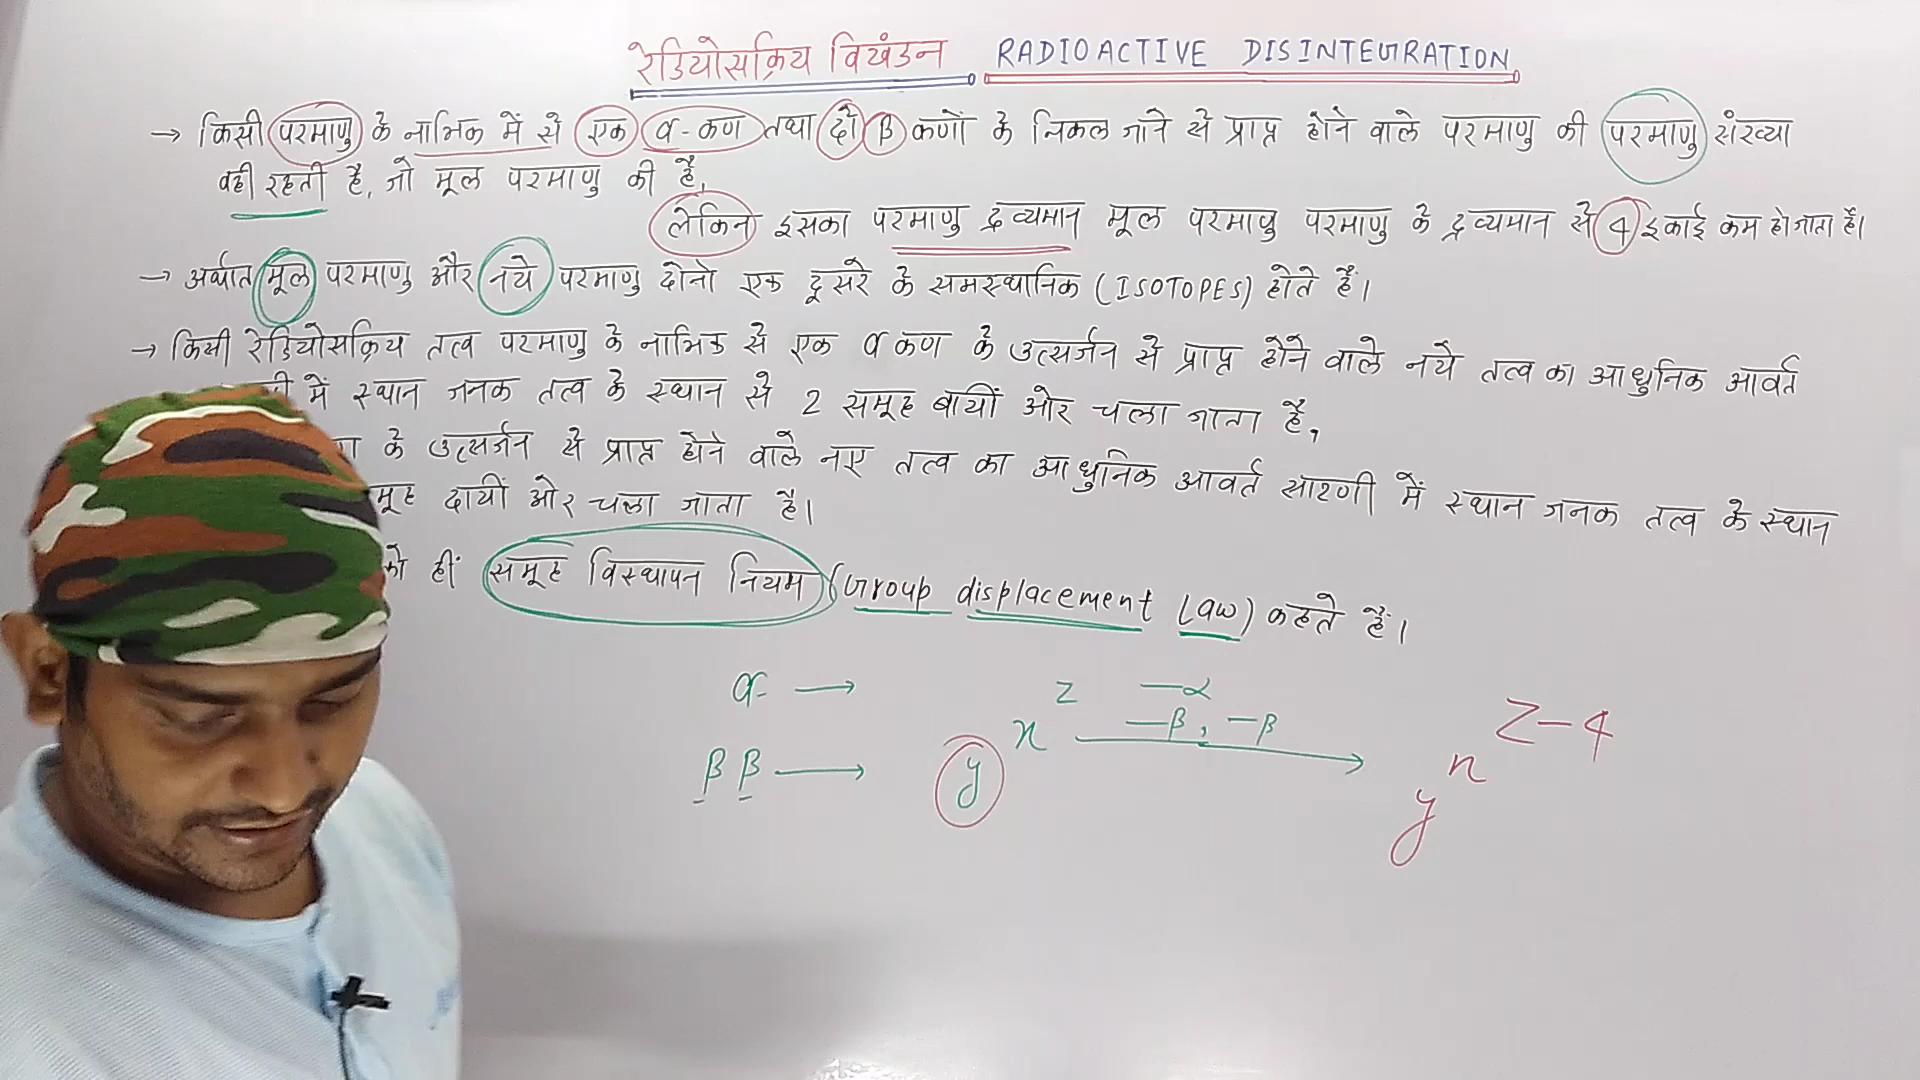 रेडियोसक्रिय विखंडन RADIOACTIVE DISINTEGRATION
→ किसी परमाणु के नाभिक में से एक α-कण तथा दो β कणों के निकल जाने से प्राप्त होने वाले परमाणु की परमाणु संख्या
वही रहती है, जो मूल परमाणु की है,
लेकिन इसका परमाणु द्रव्यमान मूल परमाणु परमाणु के द्रव्यमान से 4 इकाई कम हो जाता है।
→ अर्थात मूल परमाणु और नये परमाणु दोनो एक दूसरे के समस्थानिक (ISOTOPES) होते हैं।
→ किसी रेडियोसक्रिय तत्व परमाणु के नाभिक से एक α कण के उत्सर्जन से प्राप्त होने वाले नये तत्व का आधुनिक आवर्त
में स्थान जनक तत्व के स्थान से 2 समूह बायीं ओर चला जाता है,
के उत्सर्जन से प्राप्त होने वाले नए तत्व का आधुनिक आवर्त सारणी में स्थान जनक तत्व के स्थान
दायीं ओर चला जाता है।
को हीं समूह विस्थापन नियम (Group displacement law) कहते हैं।
α → z -α
x -β, -β → n z-4
β β → y y